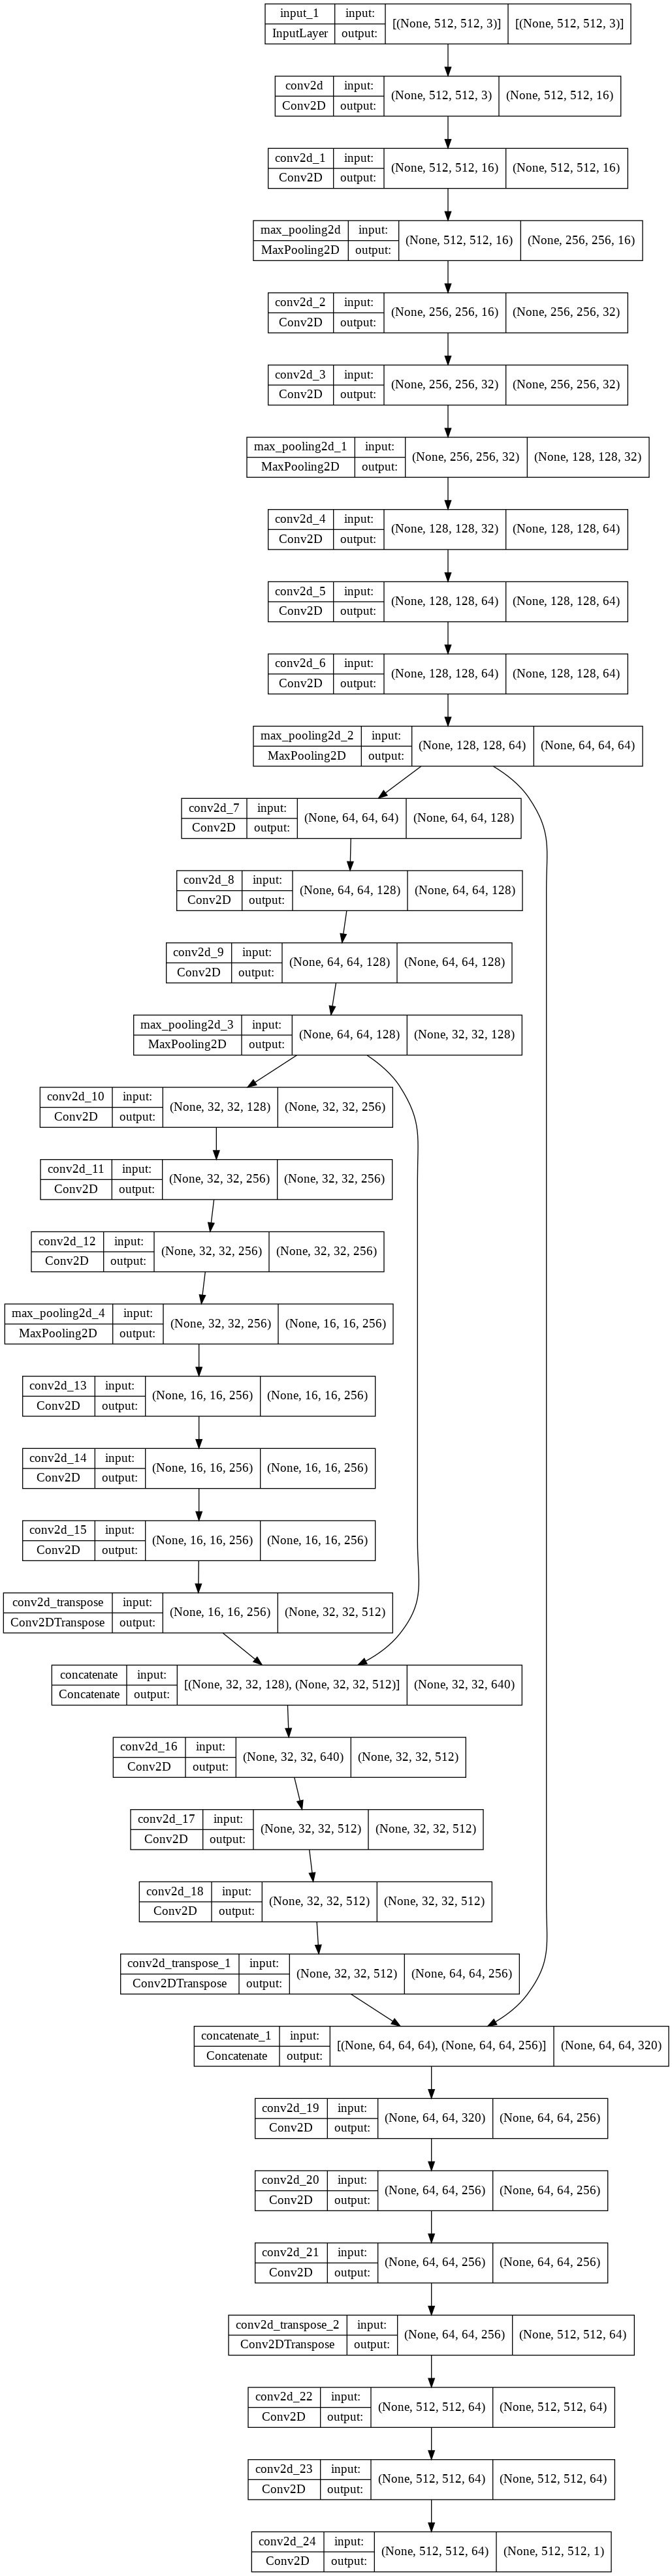 input_1 input: [(None, 512, 512, 3)] [(None, 512, 512, 3)]
InputLayer output:
conv2d input: (None, 512, 512, 3) (None, 512, 512, 16)
Conv2D output:
conv2d_1 input: (None, 512, 512, 16) (None, 512, 512, 16)
Conv2D output:
max_pooling2d input: (None, 512, 512, 16) (None, 256, 256, 16)
MaxPooling2D output:
conv2d_2 input: (None, 256, 256, 16) (None, 256, 256, 32)
Conv2D output:
conv2d_3 input: (None, 256, 256, 32) (None, 256, 256, 32)
Conv2D output:
max_pooling2d_1 input: (None, 256, 256, 32) (None, 128, 128, 32)
MaxPooling2D output:
conv2d_4 input: (None, 128, 128, 32) (None, 128, 128, 64)
Conv2D output:
conv2d_5 input: (None, 128, 128, 64) (None, 128, 128, 64)
Conv2D output:
conv2d_6 input: (None, 128, 128, 64) (None, 128, 128, 64)
Conv2D output:
max_pooling2d_2 input: (None, 128, 128, 64) (None, 64, 64, 64)
MaxPooling2D output:
conv2d_7 input: (None, 64, 64, 64) (None, 64, 64, 128)
Conv2D output:
conv2d_8 input: (None, 64, 64, 128) (None, 64, 64, 128)
Conv2D output:
conv2d_9 input: (None, 64, 64, 128) (None, 64, 64, 128)
Conv2D output:
max_pooling2d_3 input: (None, 64, 64, 128) (None, 32, 32, 128)
MaxPooling2D output:
conv2d_10 input: (None, 32, 32, 128) (None, 32, 32, 256)
Conv2D output:
conv2d_11 input: (None, 32, 32, 256) (None, 32, 32, 256)
Conv2D output:
conv2d_12 input: (None, 32, 32, 256) (None, 32, 32, 256)
Conv2D output:
max_pooling2d_4 input: (None, 32, 32, 256) (None, 16, 16, 256)
MaxPooling2D output:
conv2d_13 input: (None, 16, 16, 256) (None, 16, 16, 256)
Conv2D output:
conv2d_14 input: (None, 16, 16, 256) (None, 16, 16, 256)
Conv2D output:
conv2d_15 input: (None, 16, 16, 256) (None, 16, 16, 256)
Conv2D output:
conv2d_transpose input: (None, 16, 16, 256) (None, 32, 32, 512)
Conv2DTranspose output:
concatenate input: [(None, 32, 32, 128), (None, 32, 32, 512)] (None, 32, 32, 640)
Concatenate output:
conv2d_16 input: (None, 32, 32, 640) (None, 32, 32, 512)
Conv2D output:
conv2d_17 input: (None, 32, 32, 512) (None, 32, 32, 512)
Conv2D output:
conv2d_18 input: (None, 32, 32, 512) (None, 32, 32, 512)
Conv2D output:
conv2d_transpose_1 input: (None, 32, 32, 512) (None, 64, 64, 256)
Conv2DTranspose output:
concatenate_1 input: [(None, 64, 64, 64), (None, 64, 64, 256)] (None, 64, 64, 320)
Concatenate output:
conv2d_19 input: (None, 64, 64, 320) (None, 64, 64, 256)
Conv2D output:
conv2d_20 input: (None, 64, 64, 256) (None, 64, 64, 256)
Conv2D output:
conv2d_21 input: (None, 64, 64, 256) (None, 64, 64, 256)
Conv2D output:
conv2d_transpose_2 input: (None, 64, 64, 256) (None, 512, 512, 64)
Conv2DTranspose output:
conv2d_22 input: (None, 512, 512, 64) (None, 512, 512, 64)
Conv2D output:
conv2d_23 input: (None, 512, 512, 64) (None, 512, 512, 64)
Conv2D output:
conv2d_24 input: (None, 512, 512, 64) (None, 512, 512, 1)
Conv2D output: